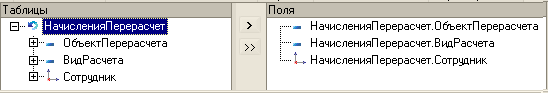 Таблицы
НачисленияПерерасчет
ОбъектПерерасчета
ВидРасчета
Сотрудник
>
>>
Поля
НачисленияПерерасчет.ОбъектПерерасчета
НачисленияПерерасчет.ВидРасчета
НачисленияПерерасчет.Сотрудник